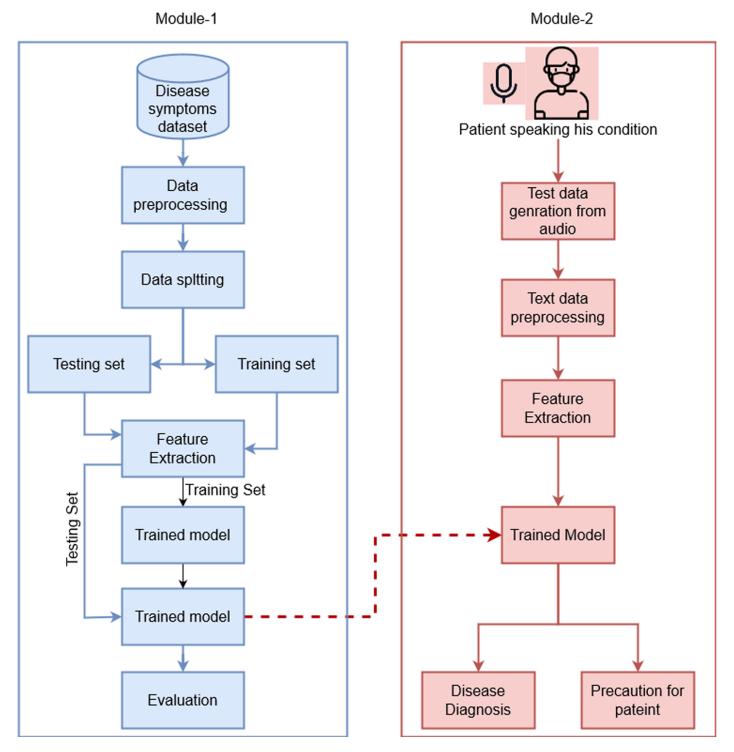 Module-1
Disease
symptoms
dataset
Data
preprocessing
Data spltting
Testing set
Training set
Feature
Extraction
Training Set
Testing Set
Trained model
Trained model
Evaluation
Module-2
Patient speaking his condition
Test data
genration from
audio
Text data
preprocessing
Feature
Extraction
Trained Model
Disease
Diagnosis
Precaution for
pateint